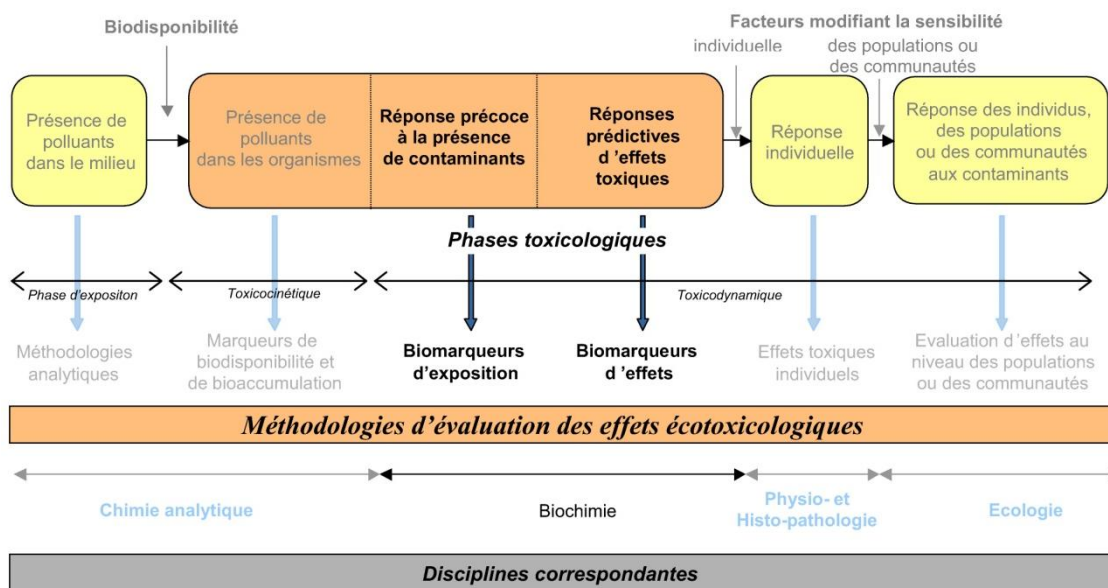 Biodisponibilité
Facteurs modifiant la sensibilité
individuelle
des populations ou
des communautés
Présence de
polluants
dans le milieu
Présence de
polluants
dans les organismes
Réponse précoce
à la présence
de contaminants
Réponses
prédictives
d 'effets
toxiques
Réponse
individuelle
Réponse des individus,
des populations
ou des communautés
aux contaminants
Phases toxicologiques
Phase d'expositon
Toxicocinétique
Toxicodynamique
Méthodologies
analytiques
Marqueurs de
biodisponibilité et
de bioaccumulation
Biomarqueurs
d'exposition
Biomarqueurs
d 'effets
Effets toxiques
individuels
Evaluation d 'effets au
niveau des populations
ou des communautés
Méthodologies d'évaluation des effets écotoxicologiques
Chimie analytique
Biochimie
Physio- et
Histo-pathologie
Ecologie
Disciplines correspondantes